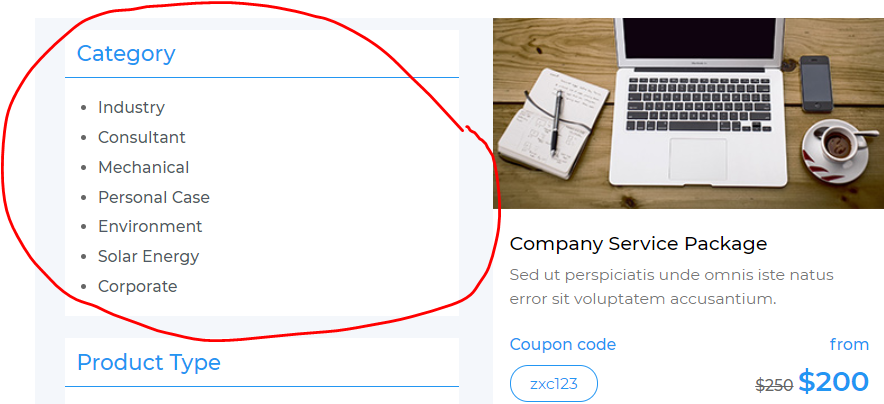 Category
Industry
Consultant
Mechanical
Personal Case
Environment
Solar Energy
Corporate
Product Type
Company Service Package
Sed ut perspiciatis unde omnis iste natus
error sit voluptatem accusantium.
Coupon code from
zxc123 $250 $200